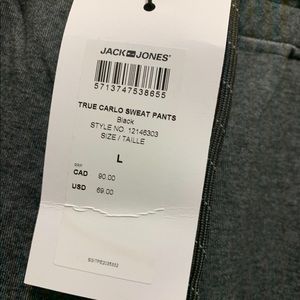 JACK JONES
5713747538655
TRUE CARLO SWEAT PANTS
Black
STYLE NO. 12146303
SIZE / TAILLE
L
CAD 90.00
USD 69.00